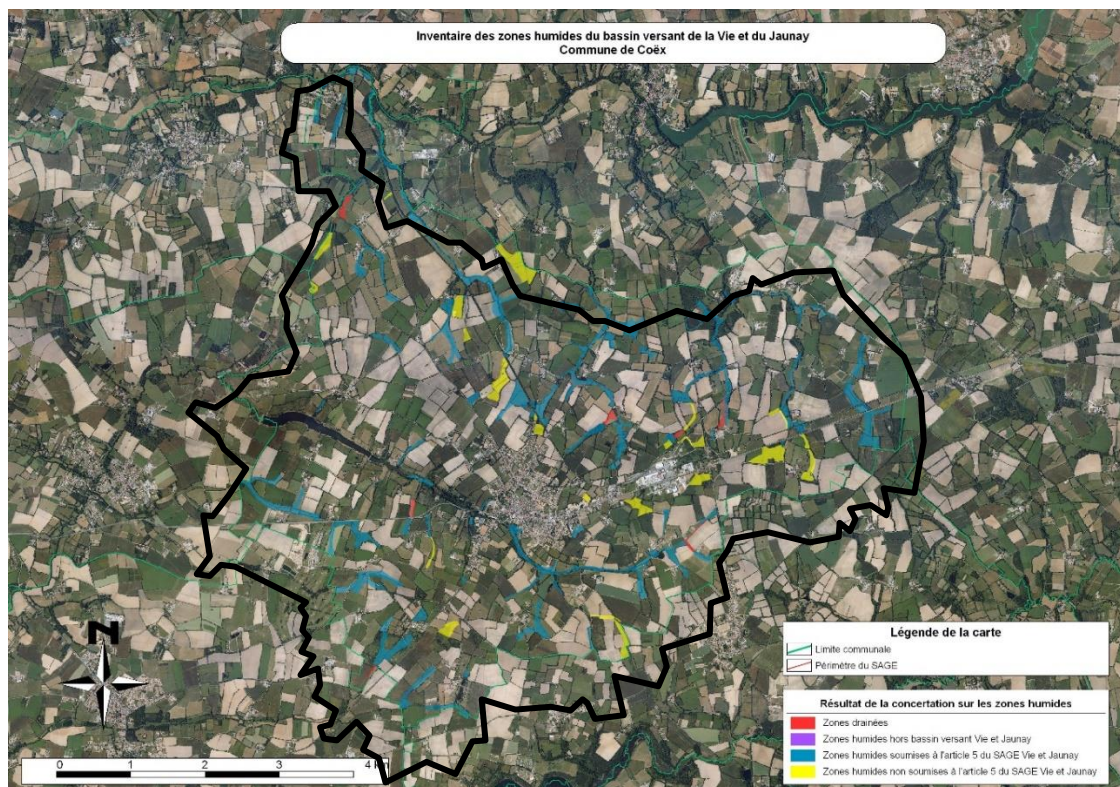 Inventaire des zones humides du bassin versant de la Vie et du Jaunay
Commune de Coëx
N
Légende de la carte
Limite communale
Périmètre du SAGE
Résultat de la concertation sur les zones humides
Zones drainées
Zones humides hors bassin versant Vie et Jaunay
Zones humides soumises à l'article 5 du SAGE Vie et Jaunay
Zones humides non soumises à l'article 5 du SAGE Vie et Jaunay
0 1 2 3 4